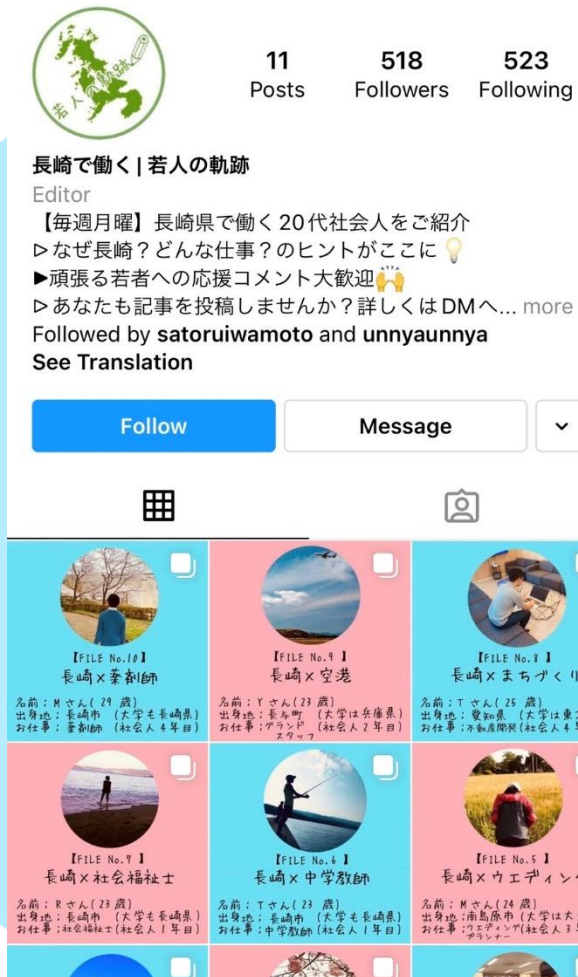 若人の軌跡
11
Posts
518
Followers
523
Following
長崎で働く|若人の軌跡
Editor
【毎週月曜】長崎県で働く20代社会人をご紹介
▷なぜ長崎？どんな仕事？のヒントがここに💡
▶頑張る若者への応援コメント大歓迎🙌
▷あなたも記事を投稿しませんか？詳しくはDMへ... more
Followed by satoruiwamoto and unnyaunnya
See Translation
Follow
Message
【FILE No.10】
長崎×薬剤師
名前：Mさん(29歳)
出身地：長崎市 (大学も長崎県)
お仕事：薬剤師 (社会人4年目)
【FILE No.9】
長崎×空港
名前：Yさん(23歳)
出身地：長与町 (大学は兵庫県)
お仕事：グランドスタッフ (社会人2年目)
【FILE No.8】
長崎×まちづくり
名前：Tさん(25歳)
出身地：愛知県 (大学は東
お仕事：不動産開発(社会人4
【FILE No.7】
長崎×社会福祉士
名前：Rさん(23歳)
出身地：長崎市 (大学も長崎県)
お仕事：社会福祉士(社会人1年目)
【FILE No.6】
長崎×中学教師
名前：Tさん(23歳)
出身地：長崎市 (大学も長崎県)
お仕事：中学教師(社会人1年目)
【FILE No.5】
長崎×ウエディン
名前：Mさん(24歳)
出身地：南島原市 (大学は大
お仕事：ウエディングプランナー(社会人3